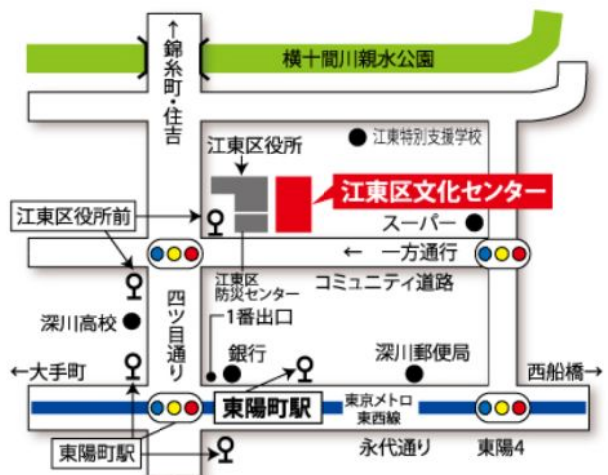 ↑錦糸町・住吉
横十間川親水公園
江東特別支援学校
江東区役所
江東区文化センター
江東区役所前
スーパー
← 一方通行
江東区
防災センター
コミュニティ道路
四ツ目通り
1番出口
深川高校
銀行
深川郵便局
←大手町
西船橋→
東陽町駅
東京メトロ
東西線
東陽町駅
永代通り
東陽4